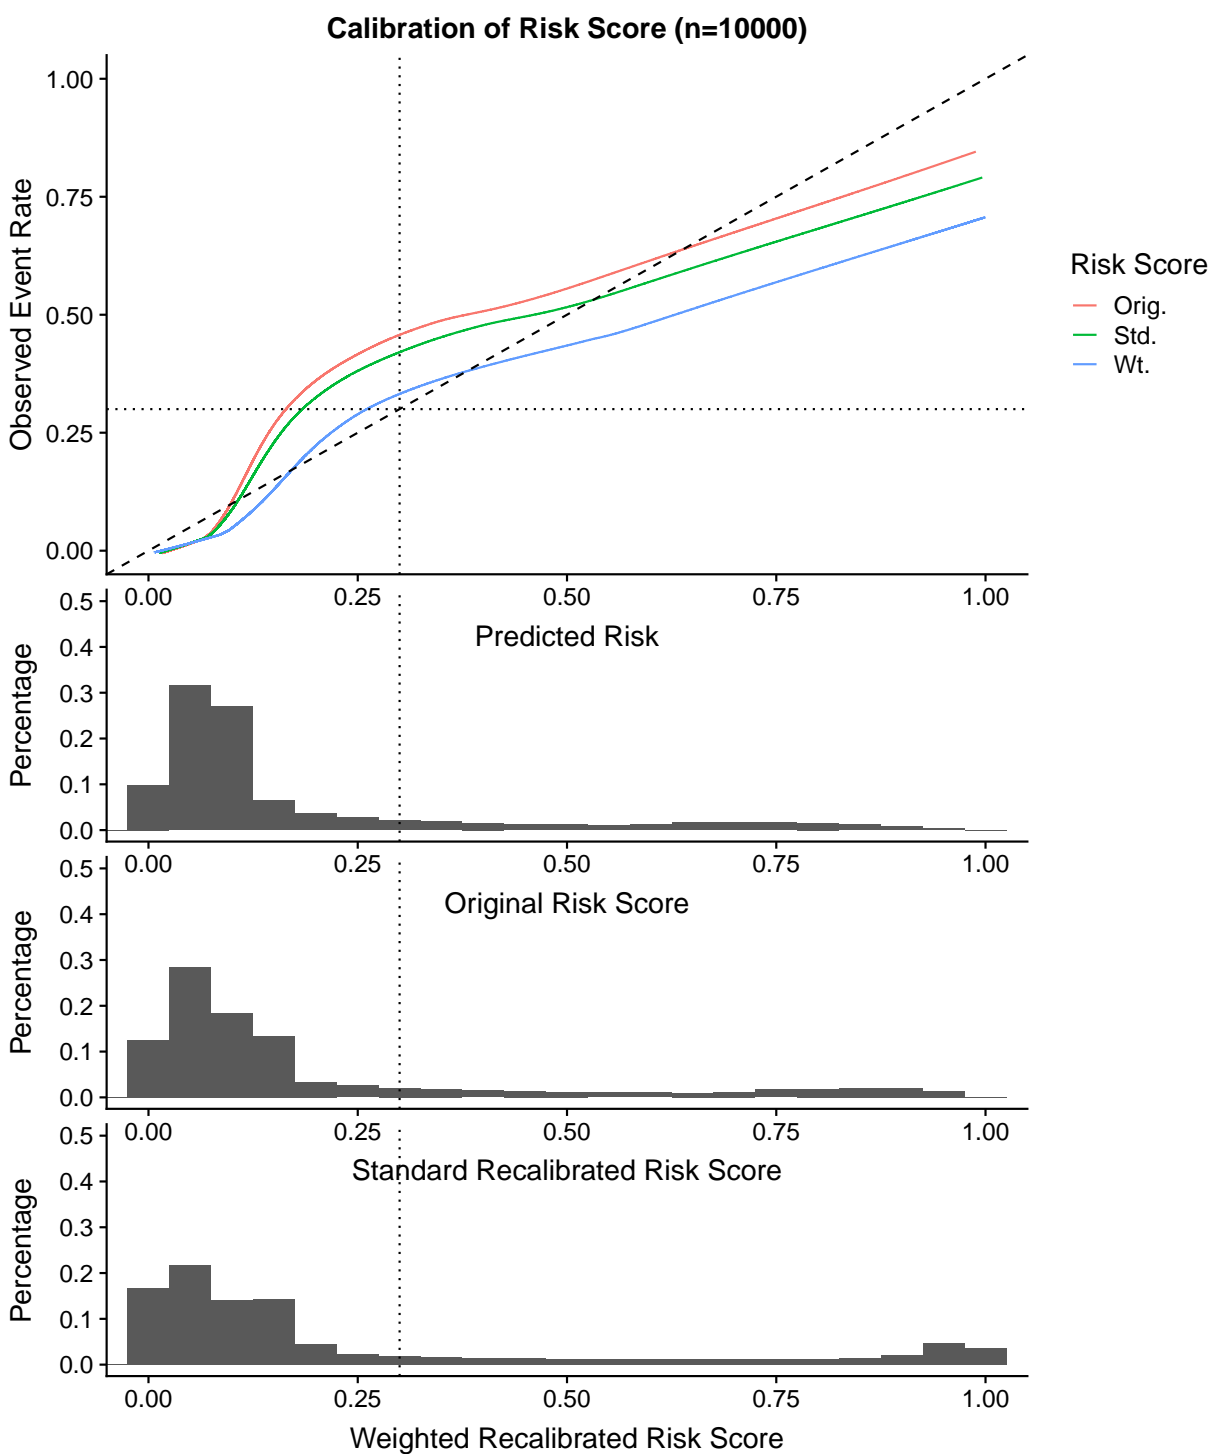 Calibration of Risk Score (n=10000)
1.00
0.75
0.50
0.25
0.00
Observed Event Rate
0.00 0.25 0.50 0.75 1.00
Predicted Risk
Risk Score
Orig.
Std.
Wt.
0.5
0.4
0.3
0.2
0.1
0.0
Percentage
0.00 0.25 0.50 0.75 1.00
Original Risk Score
0.5
0.4
0.3
0.2
0.1
0.0
Percentage
0.00 0.25 0.50 0.75 1.00
Standard Recalibrated Risk Score
0.5
0.4
0.3
0.2
0.1
0.0
Percentage
0.00 0.25 0.50 0.75 1.00
Weighted Recalibrated Risk Score